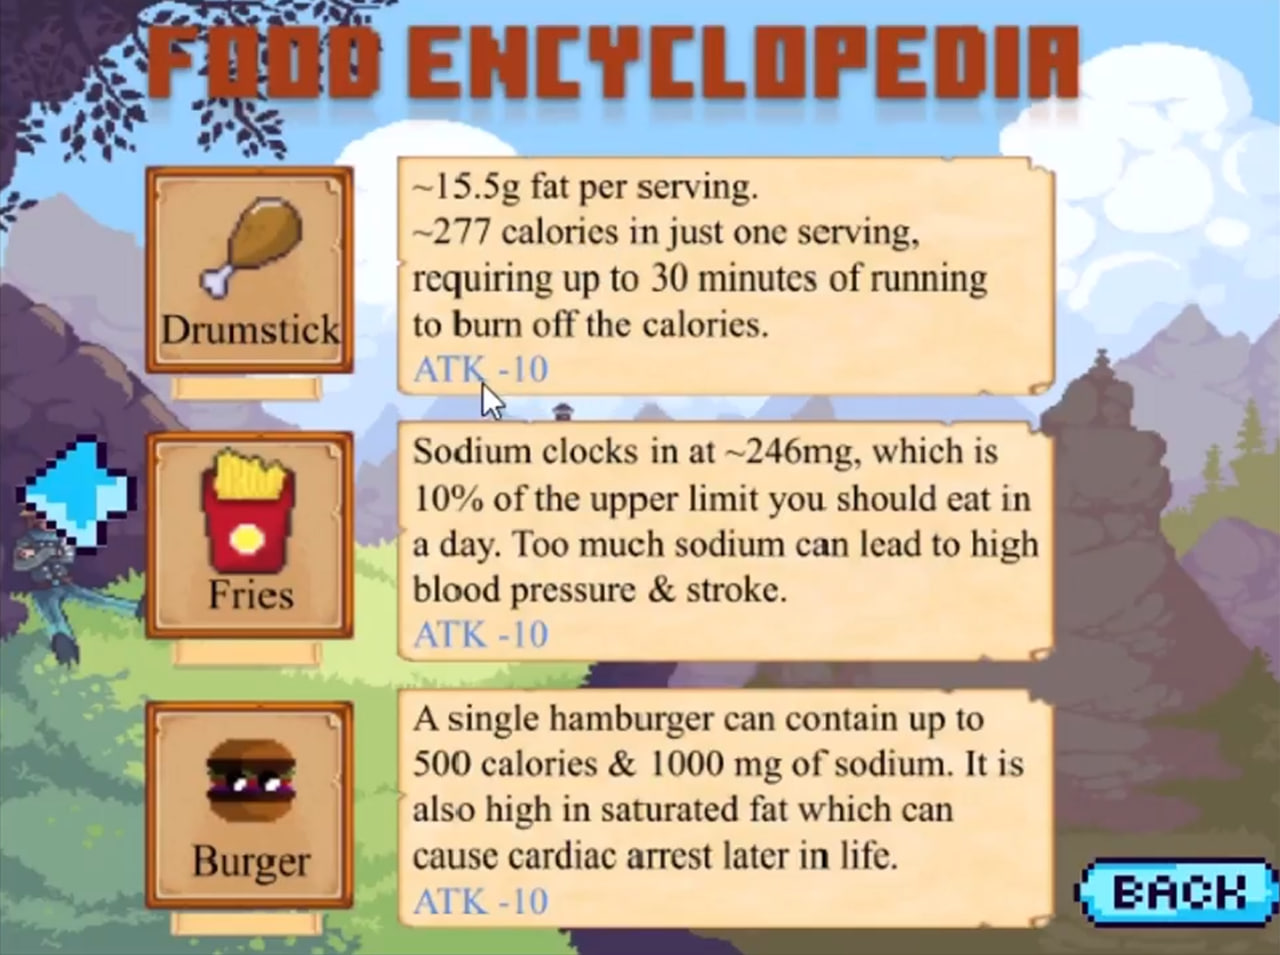 FOOD ENCYCLOPEDIA
Drumstick
~15.5g fat per serving.
~277 calories in just one serving,
requiring up to 30 minutes of running
to burn off the calories.
ATK -10
Fries
Sodium clocks in at ~246mg, which is
10% of the upper limit you should eat in
a day. Too much sodium can lead to high
blood pressure & stroke.
ATK -10
Burger
A single hamburger can contain up to
500 calories & 1000 mg of sodium. It is
also high in saturated fat which can
cause cardiac arrest later in life.
ATK -10
BACK